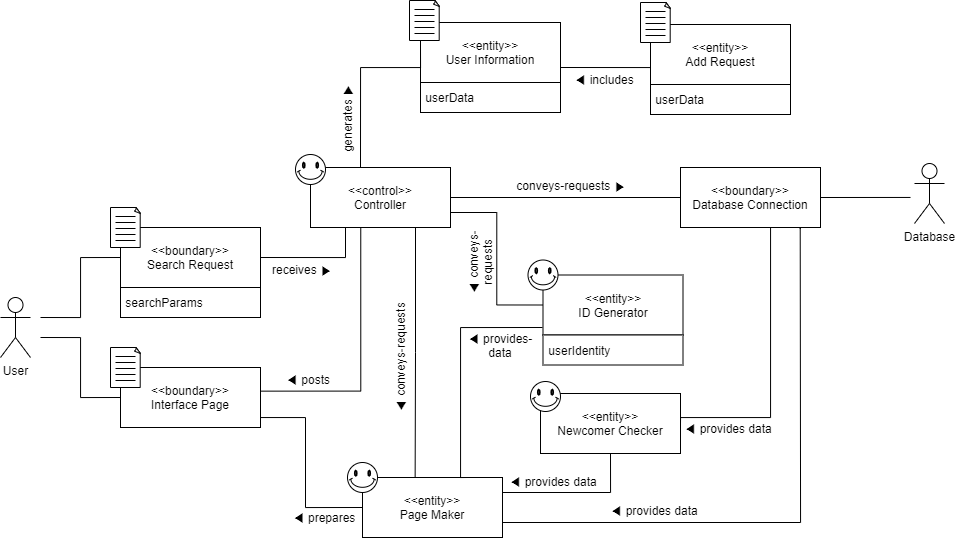 <<entity>>
User Information
userData
<<entity>>
Add Request
userData
includes
generates
<<control>>
Controller
conveys-requests
<<boundary>>
Database Connection
Database
<<boundary>>
Search Request
searchParams
receives
conveys-
requests
<<entity>>
ID Generator
userIdentity
User
conveys-requests
provides-
data
posts
<<boundary>>
Interface Page
<<entity>>
Newcomer Checker
provides data
provides data
<<entity>>
Page Maker
prepares
provides data